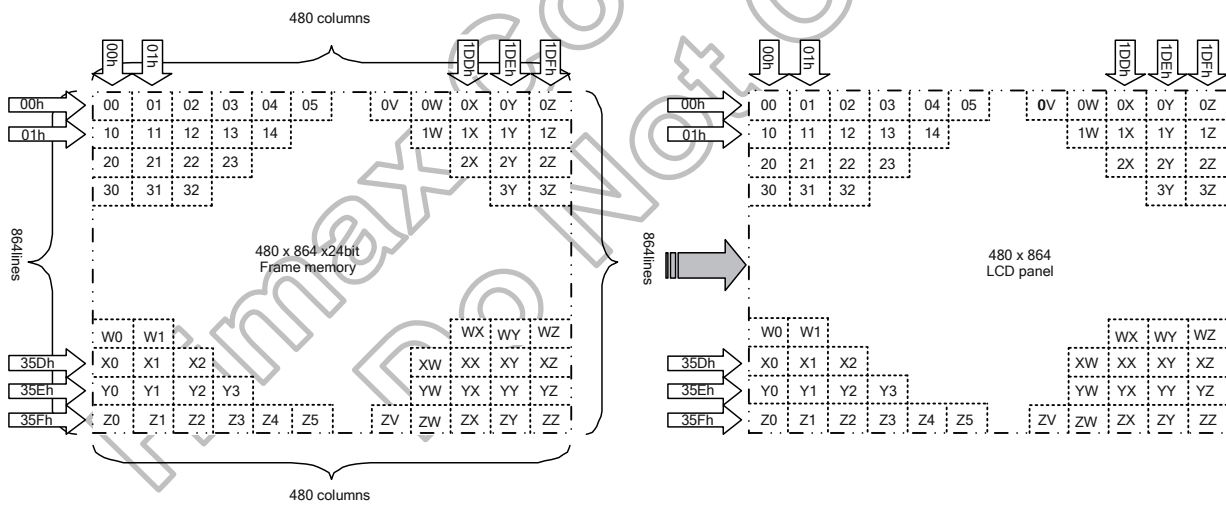 480 columns
00h 01h 1DDh 1DEh 1DFh
00h 01h 1DDh 1DEh 1DFh
00h 00 01 02 03 04 05 0V 0W 0X 0Y 0Z
01h 10 11 12 13 14 1W 1X 1Y 1Z
20 21 22 23 2X 2Y 2Z
30 31 32 3Y 3Z
864lines
480 x 864 x24bit
Frame memory
864lines
W0 W1 WX WY WZ
35Dh X0 X1 X2 XW XX XY XZ
35Eh Y0 Y1 Y2 Y3 YW YX YY YZ
35Fh Z0 Z1 Z2 Z3 Z4 Z5 ZV ZW ZX ZY ZZ
480 columns
00h 00 01 02 03 04 05 0V 0W 0X 0Y 0Z
01h 10 11 12 13 14 1W 1X 1Y 1Z
20 21 22 23 2X 2Y 2Z
30 31 32 3Y 3Z
480 x 864
LCD panel
W0 W1 WX WY WZ
35Dh X0 X1 X2 XW XX XY XZ
35Eh Y0 Y1 Y2 Y3 YW YX YY YZ
35Fh Z0 Z1 Z2 Z3 Z4 Z5 ZV ZW ZX ZY ZZ
Himax
Do Not